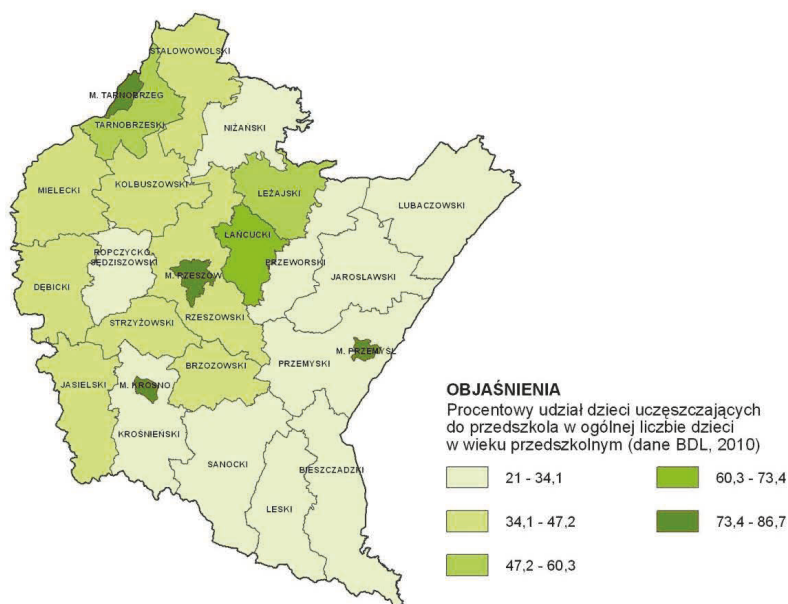 STALOWOWOLSKI
M. TARNOBRZEG
TARNOBRZESKI
NIŻAŃSKI
MIELECKI
KOLBUSZOWSKI
LEŻAJSKI
LUBACZOWSKI
ŁAŃCUCKI
ROPCZYCKO-
SĘDZISZOWSKI
PRZEWORSKI
M. RZESZÓW
JAROSŁAWSKI
DĘBICKI
RZESZOWSKI
STRZYŻOWSKI
M. PRZEMYŚL
PRZEMYSKI
BRZOZOWSKI
JASIELSKI
M. KROSNO
KROŚNIEŃSKI
SANOCKI
BIESZCZADZKI
LESKI
OBJAŚNIENIA
Procentowy udział dzieci uczęszczających
do przedszkola w ogólnej liczbie dzieci
w wieku przedszkolnym (dane BDL, 2010)
21 - 34,1
60,3 - 73,4
34,1 - 47,2
73,4 - 86,7
47,2 - 60,3